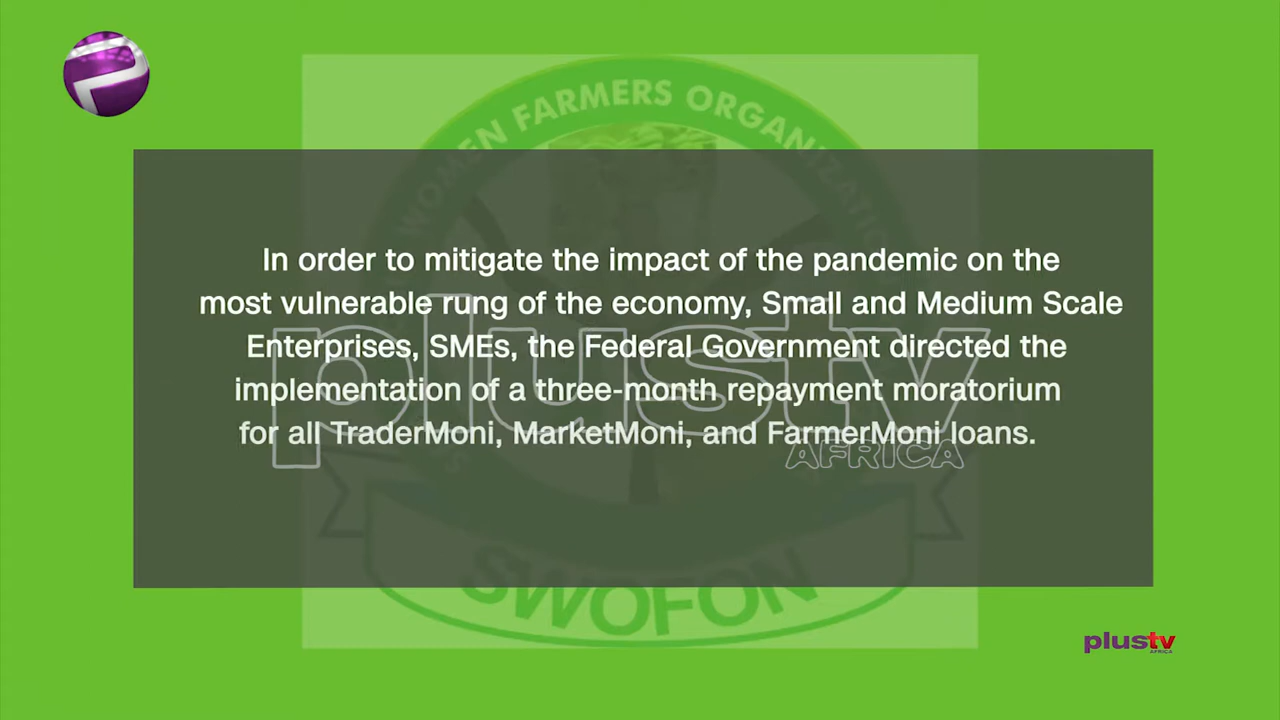 WOMEN FARMERS ORGANIZATIO
In order to mitigate the impact of the pandemic on the
most vulnerable rung of the economy, Small and Medium Scale
Enterprises, SMEs, the Federal Government directed the
implementation of a three-month repayment moratorium
for all TraderMoni, MarketMoni, and FarmerMoni loans.
plustv
AFRICA
SWOFON
plustv
AFRICA